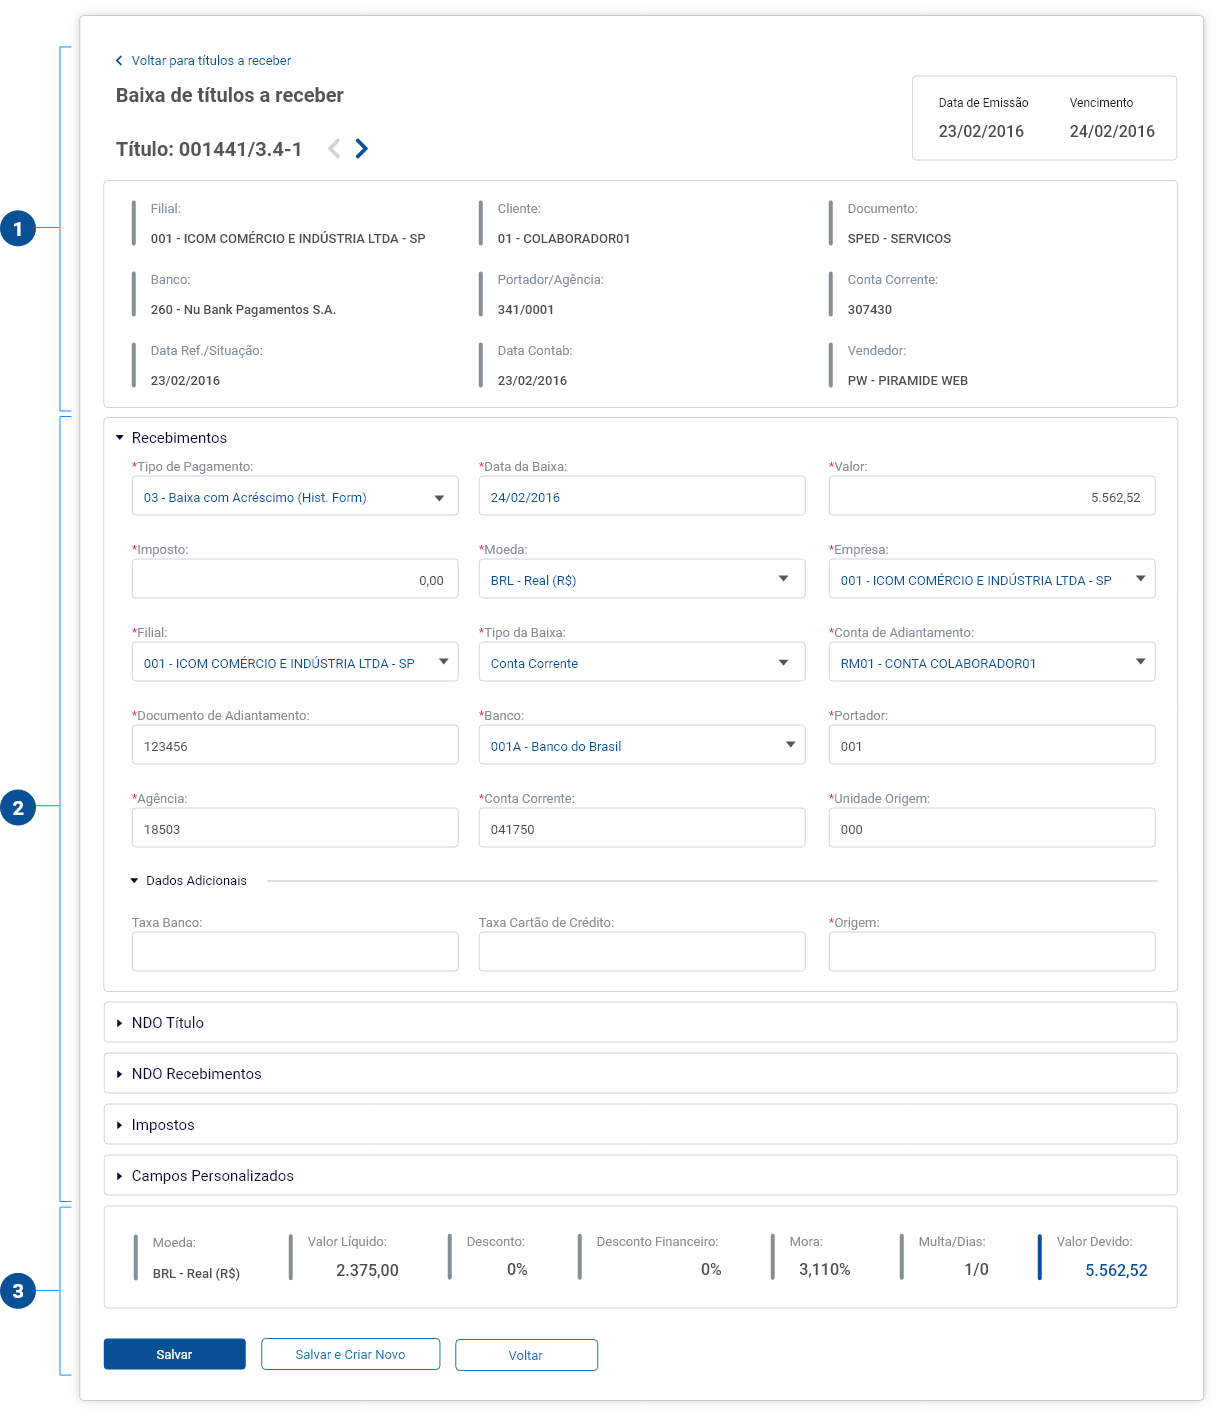 Voltar para títulos a receber
Baixa de títulos a receber
Data de Emissão Vencimento
23/02/2016 24/02/2016
Título: 001441/3.4-1
1
Filial: Cliente: Documento:
001 - ICOM COMÉRCIO E INDÚSTRIA LTDA - SP 01 - COLABORADOR01 SPED - SERVICOS
Banco: Portador/Agência: Conta Corrente:
260 - Nu Bank Pagamentos S.A. 341/0001 307430
Data Ref./Situação: Data Contab: Vendedor:
23/02/2016 23/02/2016 PW - PIRAMIDE WEB
Recebimentos
*Tipo de Pagamento: *Data da Baixa: *Valor:
03 - Baixa com Acréscimo (Hist. Form) 24/02/2016 5.562,52
*Imposto: *Moeda: *Empresa:
0,00 BRL - Real (R$) 001 - ICOM COMÉRCIO E INDÚSTRIA LTDA - SP
*Filial: *Tipo da Baixa: *Conta de Adiantamento:
001 - ICOM COMÉRCIO E INDÚSTRIA LTDA - SP Conta Corrente RM01 - CONTA COLABORADOR01
*Documento de Adiantamento: *Banco: *Portador:
123456 001A - Banco do Brasil 001
2
*Agência: *Conta Corrente: *Unidade Origem:
18503 041750 000
Dados Adicionais
Taxa Banco: Taxa Cartão de Crédito: *Origem:
NDO Título
NDO Recebimentos
Impostos
Campos Personalizados
Moeda: Valor Líquido: Desconto: Desconto Financeiro: Mora: Multa/Dias: Valor Devido:
BRL - Real (R$) 2.375,00 0% 0% 3,110% 1/0 5.562,52
3
Salvar Salvar e Criar Novo Voltar